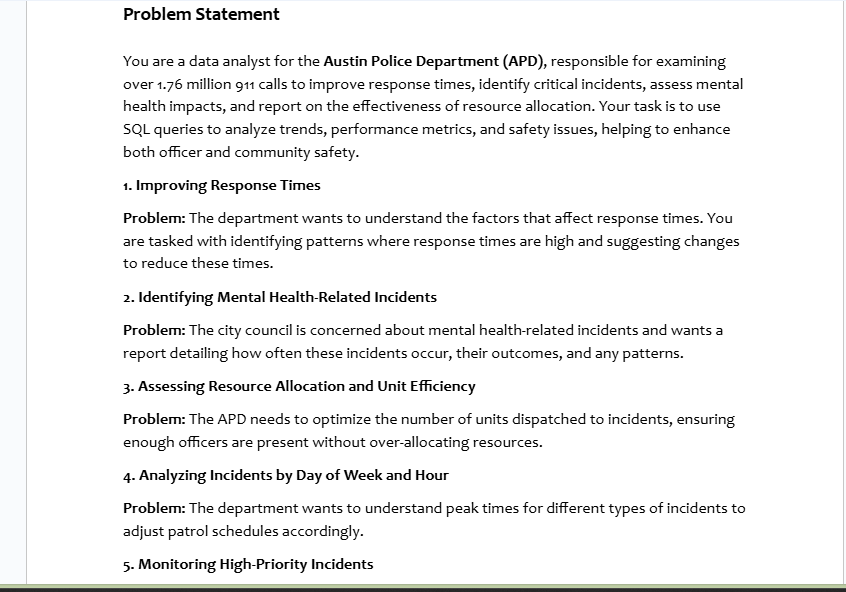 Problem Statement
You are a data analyst for the Austin Police Department (APD), responsible for examining
over 1.76 million 911 calls to improve response times, identify critical incidents, assess mental
health impacts, and report on the effectiveness of resource allocation. Your task is to use
SQL queries to analyze trends, performance metrics, and safety issues, helping to enhance
both officer and community safety.
1. Improving Response Times
Problem: The department wants to understand the factors that affect response times. You
are tasked with identifying patterns where response times are high and suggesting changes
to reduce these times.
2. Identifying Mental Health-Related Incidents
Problem: The city council is concerned about mental health-related incidents and wants a
report detailing how often these incidents occur, their outcomes, and any patterns.
3. Assessing Resource Allocation and Unit Efficiency
Problem: The APD needs to optimize the number of units dispatched to incidents, ensuring
enough officers are present without over-allocating resources.
4. Analyzing Incidents by Day of Week and Hour
Problem: The department wants to understand peak times for different types of incidents to
adjust patrol schedules accordingly.
5. Monitoring High-Priority Incidents